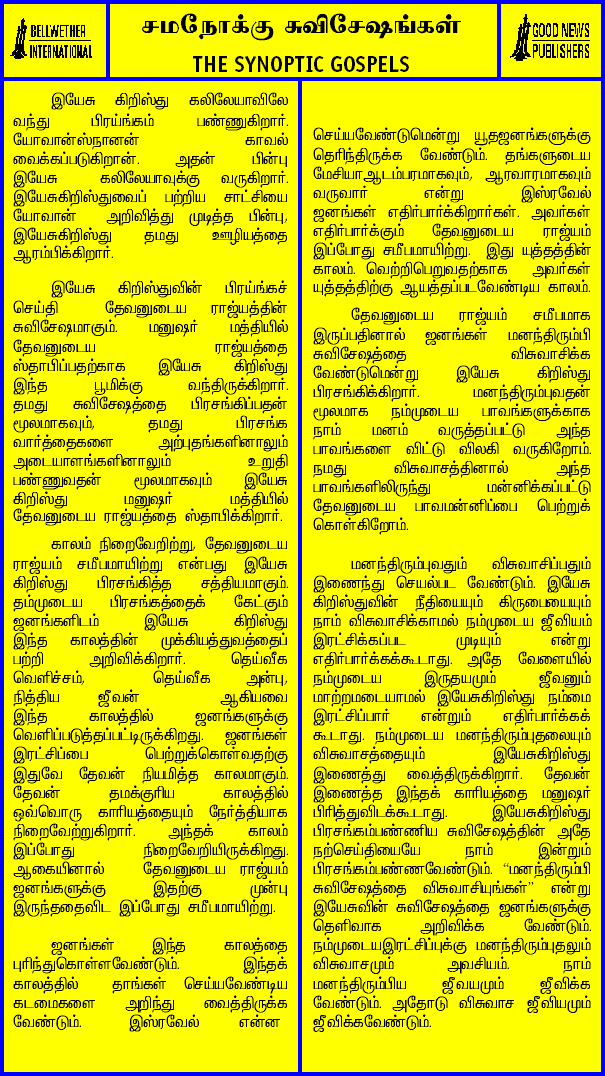 BELLWETHER
INTERNATIONAL
சமநோக்கு சுவிசேஷங்கள்
THE SYNOPTIC GOSPELS
GOOD NEWS
PUBLISHERS
இயேசு கிறிஸ்து கலிலேயாவிலே
வந்து பிரய்ங்கம் பண்ணுகிறார்.
யோவான்ஸ்நானன் காவல்
வைக்கப்படுகிறான். அதன் பின்பு
இயேசு கலிலேயாவுக்கு வருகிறார்.
இயேசுகிறிஸ்துவைப் பற்றிய சாட்சியை
யோவான் அறிவித்து முடித்த பின்பு,
இயேசுகிறிஸ்து தமது ஊழியத்தை
ஆரம்பிக்கிறார்.
இயேசு கிறிஸ்துவின் பிரய்ங்கச்
செய்தி தேவனுடைய ராஜ்யத்தின்
சுவிசேஷமாகும். மனுஷர் மத்தியில்
தேவனுடைய ராஜ்யத்தை
ஸ்தாபிப்பதற்காக இயேசு கிறிஸ்து
இந்த பூமிக்கு வந்திருக்கிறார்.
தமது சுவிசேஷத்தை பிரசங்கிப்பதன்
மூலமாகவும், தமது பிரசங்க
வார்த்தைகளை அற்புதங்களினாலும்
அடையாளங்களினாலும் உறுதி
பண்ணுவதன் மூலமாகவும் இயேசு
கிறிஸ்து மனுஷர் மத்தியில்
தேவனுடைய ராஜ்யத்தை ஸ்தாபிக்கிறார்.
காலம் நிறைவேறிற்று, தேவனுடைய
ராஜ்யம் சமீபமாயிற்று என்பது இயேசு
கிறிஸ்து பிரசங்கித்த சத்தியமாகும்.
தம்முடைய பிரசங்கத்தைக் கேட்கும்
ஜனங்களிடம் இயேசு கிறிஸ்து
இந்த காலத்தின் முக்கியத்துவத்தைப்
பற்றி அறிவிக்கிறார். தெய்வீக
வெளிச்சம், தெய்வீக அன்பு,
நித்திய ஜீவன் ஆகியவை
இந்த காலத்தில் ஜனங்களுக்கு
வெளிப்படுத்தப்பட்டிருக்கிறது. ஜனங்கள்
இரட்சிப்பை பெற்றுக்கொள்வதற்கு
இதுவே தேவன் நியமித்த காலமாகும்.
தேவன் தமக்குரிய காலத்தில்
ஒவ்வொரு காரியத்தையும் நேர்த்தியாக
நிறைவேற்றுகிறார். அந்தக் காலம்
இப்போது நிறைவேறியிருக்கிறது.
ஆகையினால் தேவனுடைய ராஜ்யம்
ஜனங்களுக்கு இதற்கு முன்பு
இருந்ததைவிட இப்போது சமீபமாயிற்று.
ஜனங்கள் இந்த காலத்தை
புரிந்துகொள்ளவேண்டும். இந்தக்
காலத்தில் தாங்கள் செய்யவேண்டிய
கடமைகளை அறிந்து வைத்திருக்க
வேண்டும். இஸ்ரவேல் என்ன
செய்யவேண்டுமென்று யூதஜனங்களுக்கு
தெரிந்திருக்க வேண்டும். தங்களுடைய
மேசியாஆடம்பரமாகவும், ஆரவாரமாகவும்
வருவார் என்று இஸ்ரவேல்
ஜனங்கள் எதிர்பார்க்கிறார்கள். அவர்கள்
எதிர்பார்க்கும் தேவனுடைய ராஜ்யம்
இப்போது சமீபமாயிற்று. இது யுத்தத்தின்
காலம். வெற்றிபெறுவதற்காக அவர்கள்
யுத்தத்திற்கு ஆயத்தப்படவேண்டிய காலம்.
தேவனுடைய ராஜ்யம் சமீபமாக
இருப்பதினால் ஜனங்கள் மனந்திரும்பி
சுவிசேஷத்தை விசுவாசிக்க
வேண்டுமென்று இயேசு கிறிஸ்து
பிரசங்கிக்கிறார். மனந்திரும்புவதன்
மூலமாக நம்முடைய பாவங்களுக்காக
நாம் மனம் வருத்தப்பட்டு அந்த
பாவங்களை விட்டு விலகி வருகிறோம்.
நமது விசுவாசத்தினால் அந்த
பாவங்களிலிருந்து மன்னிக்கப்பட்டு
தேவனுடைய பாவமன்னிப்பை பெற்றுக்
கொள்கிறோம்.
மனந்திரும்புவதும் விசுவாசிப்பதும்
இணைந்து செயல்பட வேண்டும். இயேசு
கிறிஸ்துவின் நீதியையும் கிருபையையும்
நாம் விசுவாசிக்காமல் நம்முடைய ஜீவியம்
இரட்சிக்கப்பட முடியும் என்று
எதிர்பார்க்கக்கூடாது. அதே வேளையில்
நம்முடைய இருதயமும் ஜீவனும்
மாற்றமடையாமல் இயேசுகிறிஸ்து நம்மை
இரட்சிப்பார் என்றும் எதிர்பார்க்கக்
கூடாது. நம்முடைய மனந்திரும்புதலையும்
விசுவாசத்தையும் இயேசுகிறிஸ்து
இணைத்து வைத்திருக்கிறார். தேவன்
இணைத்த இந்தக் காரியத்தை மனுஷர்
பிரித்துவிடக்கூடாது. இயேசுகிறிஸ்து
பிரசங்கம்பண்ணிய சுவிசேஷத்தின் அதே
நற்செய்தியையே நாம் இன்றும்
பிரசங்கம்பண்ணவேண்டும். “மனந்திரும்பி
சுவிசேஷத்தை விசுவாசியுங்கள்” என்று
இயேசுவின் சுவிசேஷத்தை ஜனங்களுக்கு
தெளிவாக அறிவிக்க வேண்டும்.
நம்முடையஇரட்சிப்புக்கு மனந்திரும்புதலும்
விசுவாசமும் அவசியம். நாம்
மனந்திரும்பிய ஜீவயமும் ஜீவிக்க
வேண்டும். அதோடு விசுவாச ஜீவியமும்
ஜீவிக்கவேண்டும்.